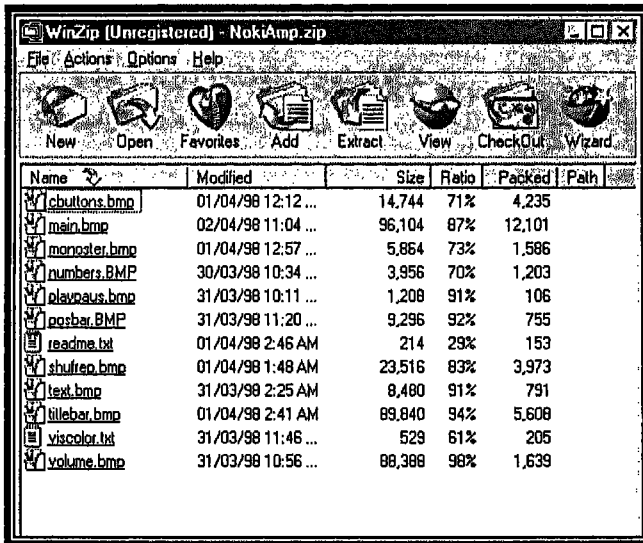 WinZip (Unregistered) - NokiAmp.zip
File Actions Options Help
New Open Favorites Add Extract View CheckOut Wizard
Name Modified Size Ratio Packed Path
cbuttons.bmp 01/04/98 12:12 ... 14,744 71% 4,235
main.bmp 02/04/98 11:04 ... 96,104 87% 12,101
monoster.bmp 01/04/98 12:57 ... 5,864 73% 1,586
numbers.BMP 30/03/98 10:34 ... 3,956 70% 1,203
playpaus.bmp 31/03/98 10:11 ... 1,208 91% 106
posbar.BMP 31/03/98 11:20 ... 9,296 92% 755
readme.txt 01/04/98 2:46 AM 214 29% 153
shufrep.bmp 01/04/98 1:48 AM 23,516 83% 3,973
text.bmp 31/03/98 2:25 AM 8,480 91% 791
titlebar.bmp 01/04/98 2:41 AM 89,840 94% 5,608
viscolor.txt 31/03/98 11:46 ... 529 61% 205
volume.bmp 31/03/98 10:56 ... 88,388 98% 1,639